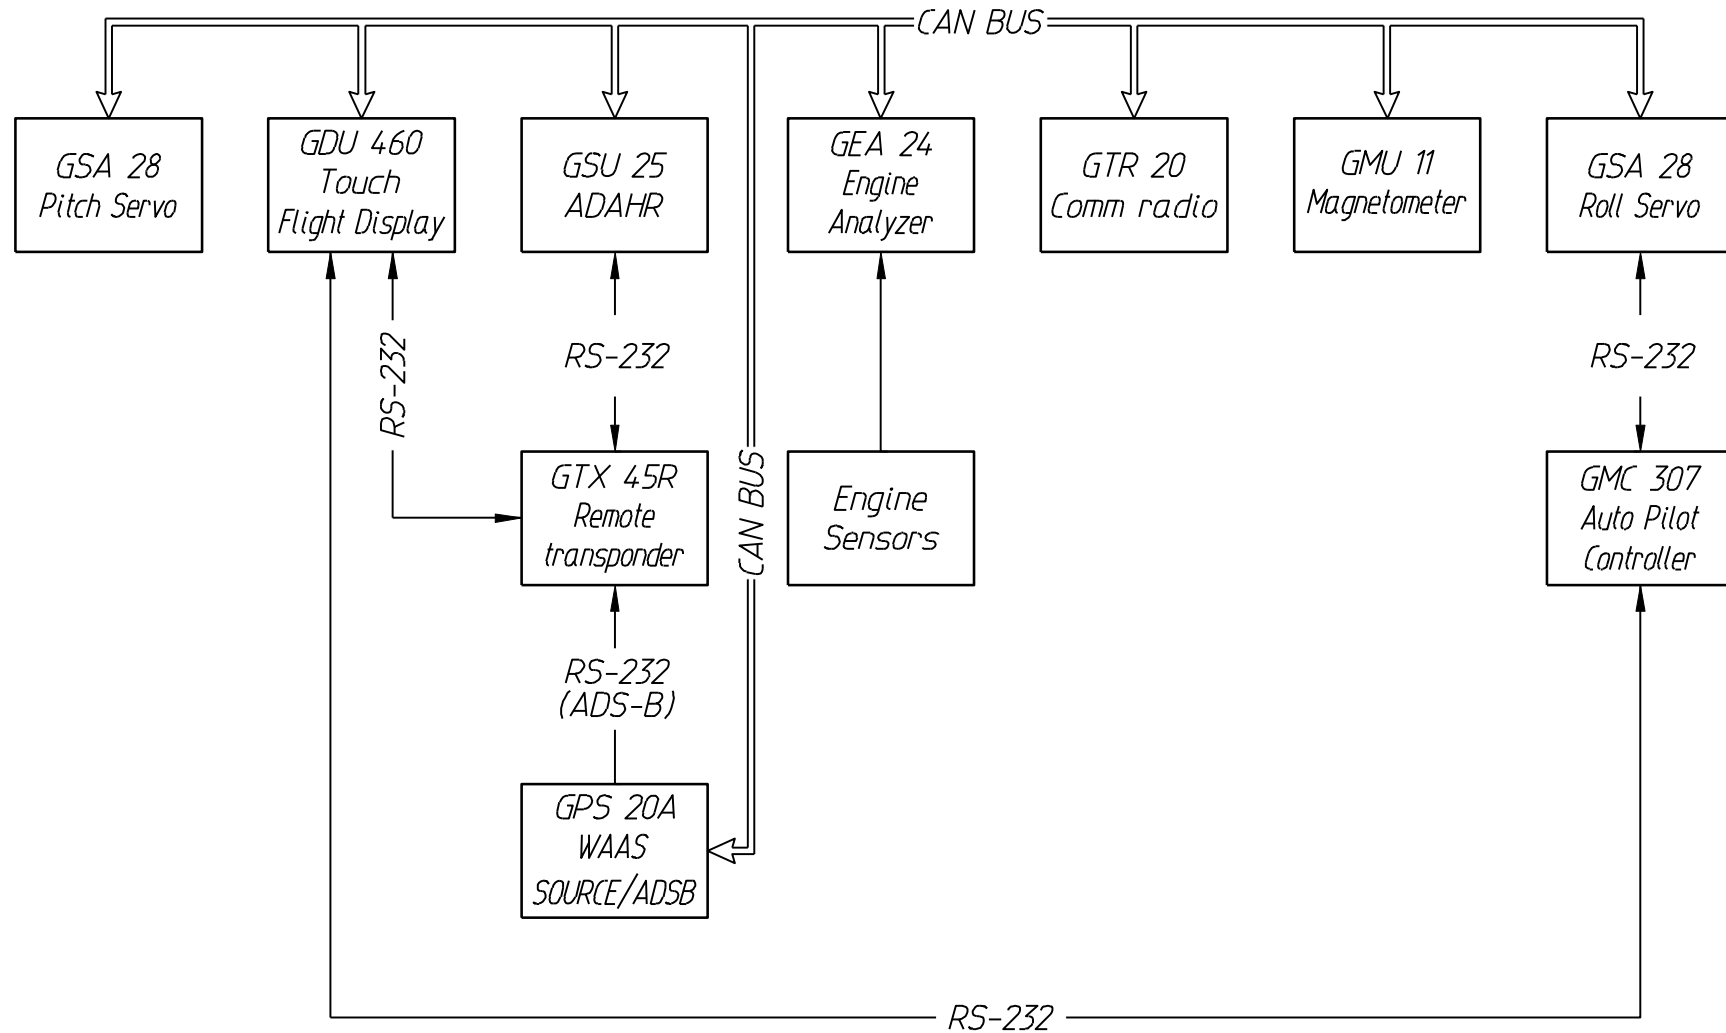 CAN BUS
GSA 28
Pitch Servo
GDU 460
Touch
Flight Display
GSU 25
ADAHR
GEA 24
Engine
Analyzer
GTR 20
Comm radio
GMU 11
Magnetometer
GSA 28
Roll Servo
RS-232
RS-232
RS-232
CAN BUS
GTX 45R
Remote
transponder
Engine
Sensors
GMC 307
Auto Pilot
Controller
RS-232
(ADS-B)
GPS 20A
WAAS
SOURCE/ADSB
RS-232